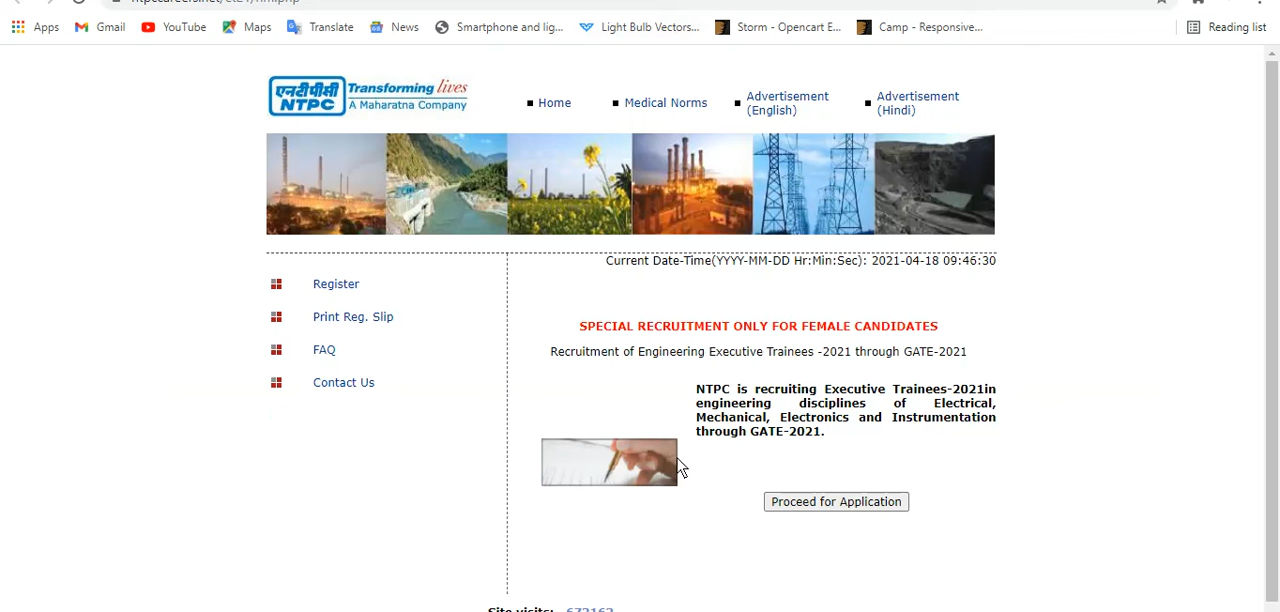 Apps Gmail YouTube Maps Translate News Smartphone and lig... Light Bulb Vectors... Storm - Opencart E... Camp - Responsive... Reading list
एनटीपीसी Transforming lives
NTPC A Maharatna Company
Home
Medical Norms
Advertisement
(English)
Advertisement
(Hindi)
Current Date-Time(YYYY-MM-DD Hr:Min:Sec): 2021-04-18 09:46:30
Register
Print Reg. Slip
FAQ
Contact Us
SPECIAL RECRUITMENT ONLY FOR FEMALE CANDIDATES
Recruitment of Engineering Executive Trainees -2021 through GATE-2021
NTPC is recruiting Executive Trainees-2021in
engineering disciplines of Electrical,
Mechanical, Electronics and Instrumentation
through GATE-2021.
Proceed for Application
Site visits: 672162